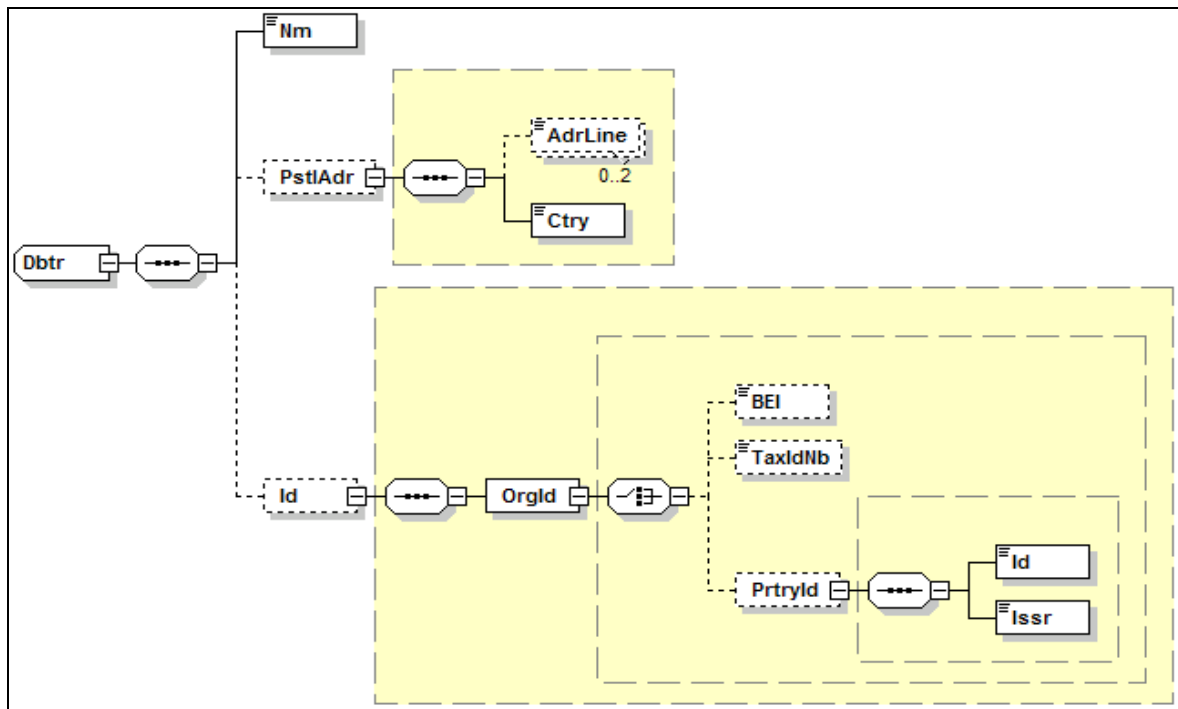 Nm
AdrLine
0..2
PstlAdr
Ctry
Dbtr
BEI
TaxIdNb
Id
OrgId
Id
PrtryId
Issr